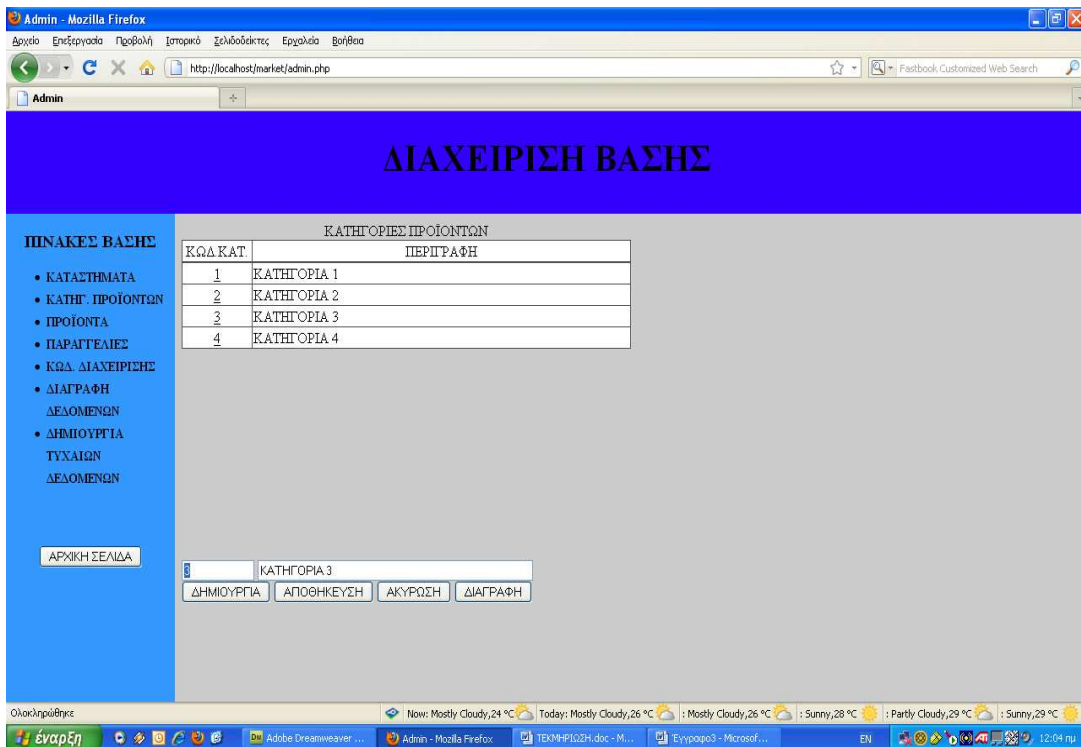 Admin - Mozilla Firefox
Αρχείο Επεξεργασία Προβολή Ιστορικό Σελιδοδείκτες Εργαλεία Βοήθεια
http://localhost/market/admin.php
Fastbook Customized Web Search
Admin
ΔΙΑΧΕΙΡΙΣΗ ΒΑΣΗΣ
ΠΙΝΑΚΕΣ ΒΑΣΗΣ
ΚΑΤΑΣΤΗΜΑΤΑ
ΚΑΤΗΓ. ΠΡΟΪΟΝΤΩΝ
ΠΡΟΪΟΝΤΑ
ΠΑΡΑΓΓΕΛΙΕΣ
ΚΩΔ. ΔΙΑΧΕΙΡΙΣΗΣ
ΔΙΑΓΡΑΦΗ
ΔΕΔΟΜΕΝΩΝ
ΔΗΜΙΟΥΡΓΙΑ
ΤΥΧΑΙΩΝ
ΔΕΔΟΜΕΝΩΝ
ΑΡΧΙΚΗ ΣΕΛΙΔΑ
ΚΑΤΗΓΟΡΙΕΣ ΠΡΟΪΟΝΤΩΝ
ΚΩΔ.ΚΑΤ. ΠΕΡΙΓΡΑΦΗ
1 ΚΑΤΗΓΟΡΙΑ 1
2 ΚΑΤΗΓΟΡΙΑ 2
3 ΚΑΤΗΓΟΡΙΑ 3
4 ΚΑΤΗΓΟΡΙΑ 4
3 ΚΑΤΗΓΟΡΙΑ 3
ΔΗΜΙΟΥΡΓΙΑ ΑΠΟΘΗΚΕΥΣΗ ΑΚΥΡΩΣΗ ΔΙΑΓΡΑΦΗ
Ολοκληρώθηκε
Now: Mostly Cloudy, 24 °C Today: Mostly Cloudy, 26 °C : Mostly Cloudy, 26 °C : Sunny, 28 °C : Partly Cloudy, 29 °C : Sunny, 29 °C
έναρξη Adobe Dreamweaver ... Admin - Mozilla Firefox ΤΕΚΜΗΡΙΩΣΗ.doc - M... Έγγραφο3 - Microsof... EN 12:04 πμ